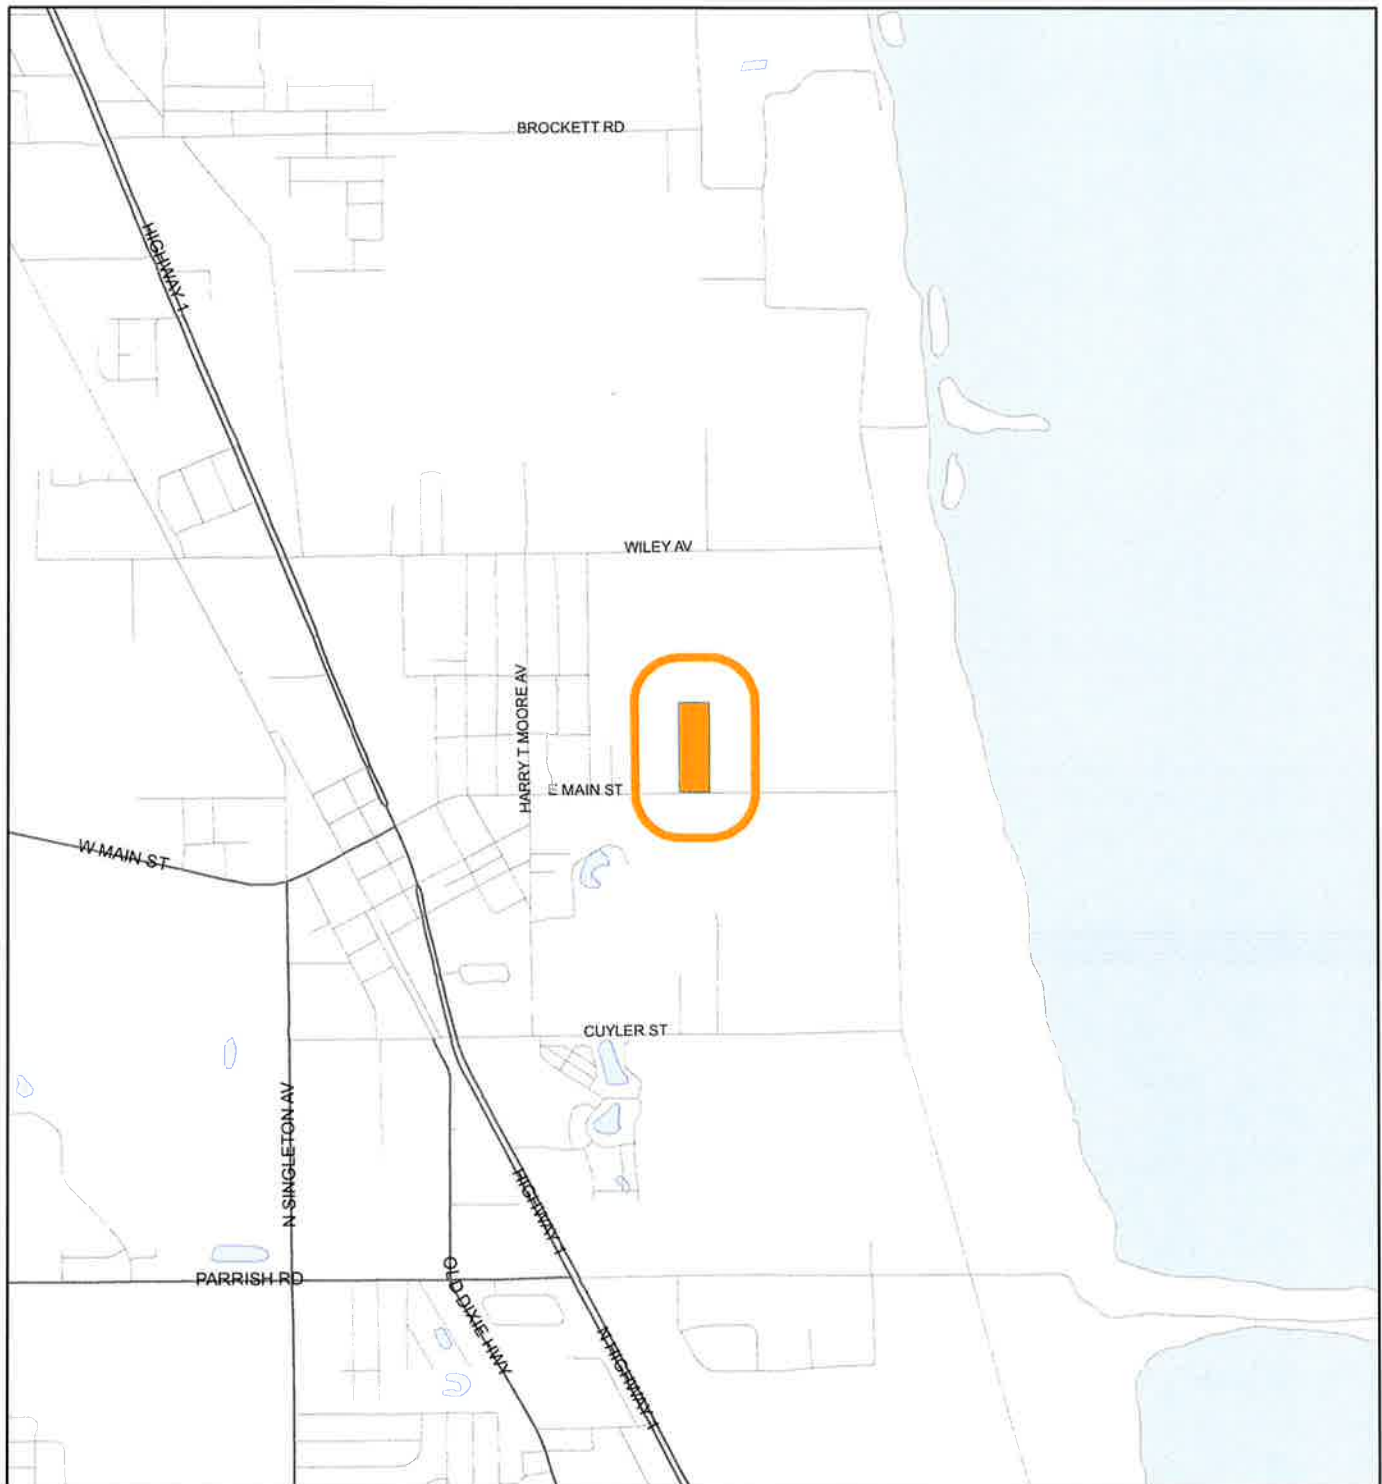 BROCKETT RD
HIGHWAY 1
WILEY AV
HARRY T MOORE AV
E MAIN ST
W MAIN ST
CUYLER ST
N SINGLETON AV
HIGHWAY 1
PARRISH RD
OLD DIXIE HWY
N HIGHWAY 1